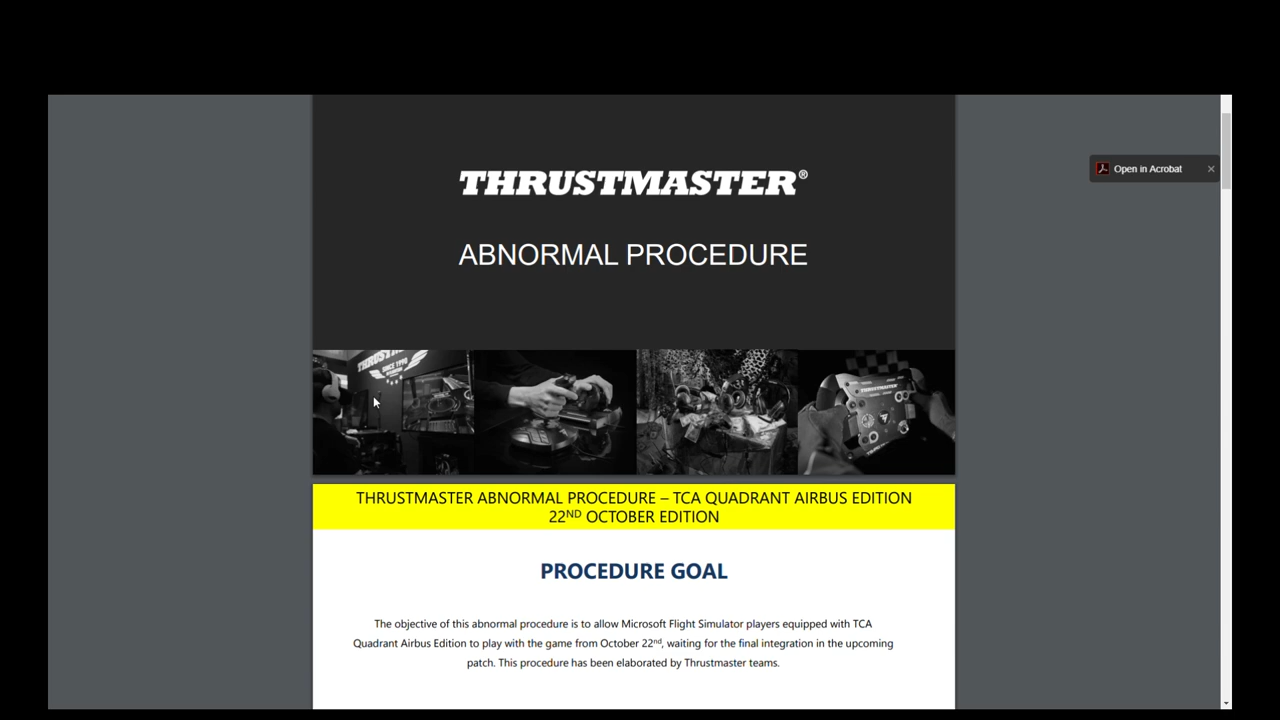 THRUSTMASTER®
Open in Acrobat
ABNORMAL PROCEDURE
SINCE 1990
THRUSTMASTER ABNORMAL PROCEDURE – TCA QUADRANT AIRBUS EDITION
22ND OCTOBER EDITION
PROCEDURE GOAL
The objective of this abnormal procedure is to allow Microsoft Flight Simulator players equipped with TCA
Quadrant Airbus Edition to play with the game from October 22nd, waiting for the final integration in the upcoming
patch. This procedure has been elaborated by Thrustmaster teams.